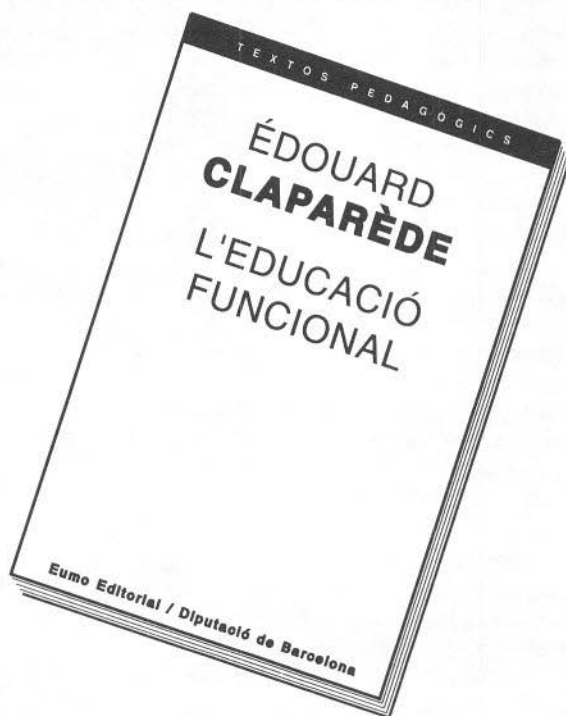 TEXTOS PEDAGÒGICS
ÉDOUARD
CLAPARÈDE
L'EDUCACIÓ
FUNCIONAL
Eumo Editorial / Diputació de Barcelona